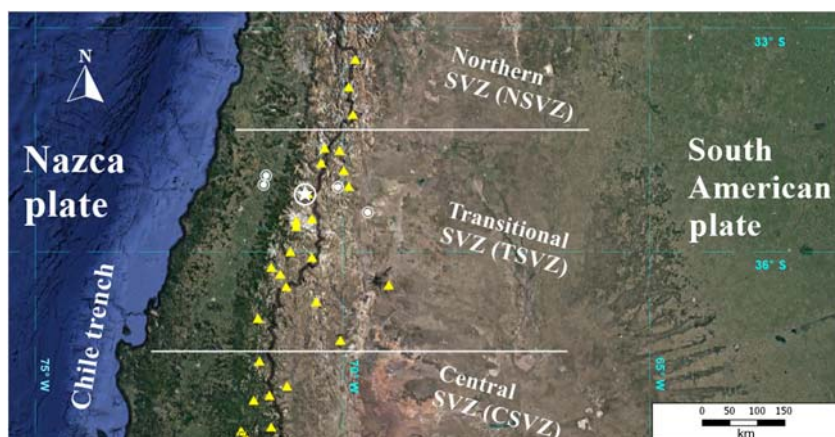 33° S
Northern
SVZ (NSVZ)
N
Nazca
plate
South
American
plate
Transitional
SVZ (TSVZ)
36° S
Chile trench
75° W
70° W
65° W
Central
SVZ (CSVZ)
0 50 100 150
km